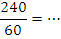 240/60 = ⋯